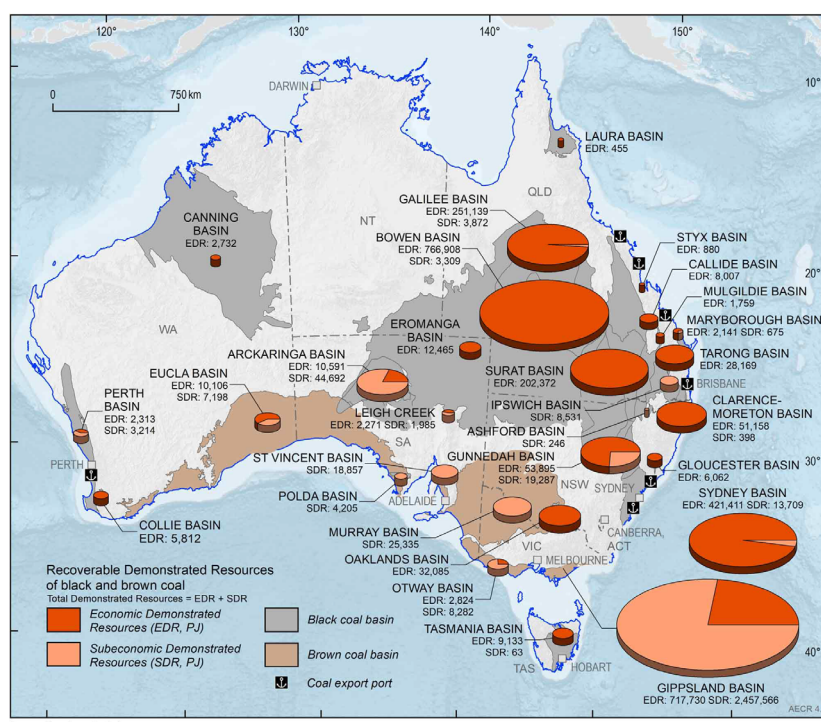 120°
130°
140°
150°
10°
20°
30°
40°
0
750 km
DARWIN
LAURA BASIN
EDR: 455
QLD
NT
WA
SA
NSW
VIC
TAS
GALILEE BASIN
EDR: 251,139
SDR: 3,872
CANNING
BASIN
EDR: 2,732
BOWEN BASIN
EDR: 766,908
SDR: 3,309
STYX BASIN
EDR: 880
CALLIDE BASIN
EDR: 8,007
MULGILDIE BASIN
EDR: 1,759
MARYBOROUGH BASIN
EDR: 2,141 SDR: 675
EROMANGA
BASIN
EDR: 12,465
TARONG BASIN
EDR: 28,169
ARCKARINGA BASIN
EDR: 10,591
SDR: 44,692
SURAT BASIN
EDR: 202,372
BRISBANE
EUCLA BASIN
EDR: 10,106
SDR: 7,198
IPSWICH BASIN
SDR: 8,531
CLARENCE-
MORETON BASIN
EDR: 51,158
SDR: 398
PERTH
BASIN
EDR: 2,313
SDR: 3,214
LEIGH CREEK
EDR: 2,271 SDR: 1,985
ASHFORD BASIN
SDR: 246
GUNNEDAH BASIN
EDR: 53,895
SDR: 19,287
ST VINCENT BASIN
SDR: 18,857
PERTH
GLOUCESTER BASIN
EDR: 6,062
SYDNEY
SYDNEY BASIN
EDR: 421,411 SDR: 13,709
POLDA BASIN
SDR: 4,205
ADELAIDE
COLLIE BASIN
EDR: 5,812
MURRAY BASIN
SDR: 25,335
CANBERRA,
ACT
OAKLANDS BASIN
EDR: 32,085
MELBOURNE
OTWAY BASIN
EDR: 2,824
SDR: 8,282
TASMANIA BASIN
EDR: 9,133
SDR: 63
HOBART
GIPPSLAND BASIN
EDR: 717,730 SDR: 2,457,566
Recoverable Demonstrated Resources
of black and brown coal
Total Demonstrated Resources = EDR + SDR
Economic Demonstrated
Resources (EDR, PJ)
Subeconomic Demonstrated
Resources (SDR, PJ)
Black coal basin
Brown coal basin
Coal export port
AECR 4.